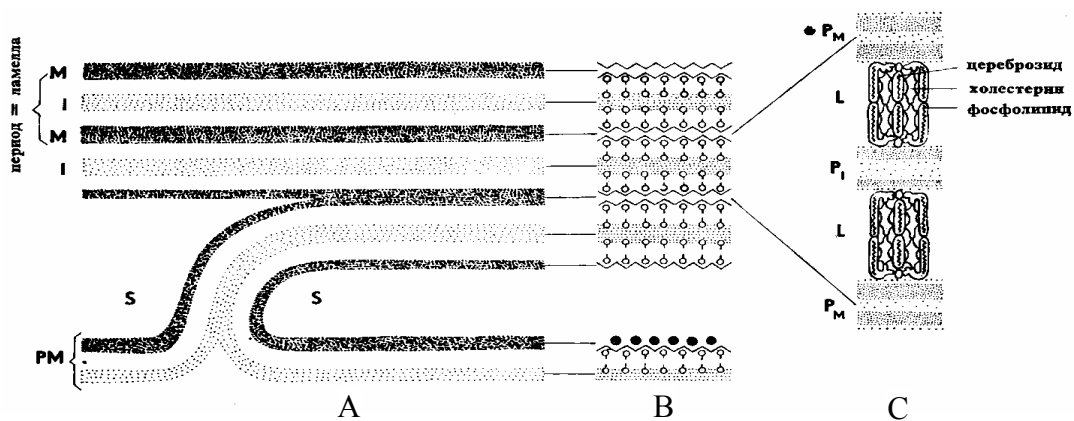 период = ламелла
M
I
M
I
S
S
PM
A
B
PM
L
PI
L
PM
цереброзид
холестерин
фосфолипид
C